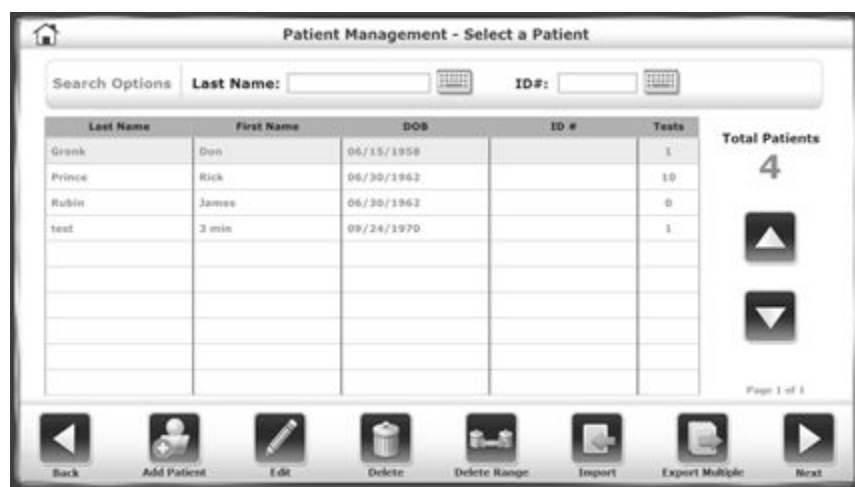 Patient Management - Select a Patient
Search Options Last Name: ID#:
Last Name First Name DOB ID # Tests
Total Patients
4
Gronk Don 06/15/1958 1
Prince Rick 06/30/1962 10
Rubin James 06/30/1962 0
test 3 min 09/24/1970 1
Page 1 of 1
Back Add Patient Edit Delete Delete Range Import Export Multiple Next